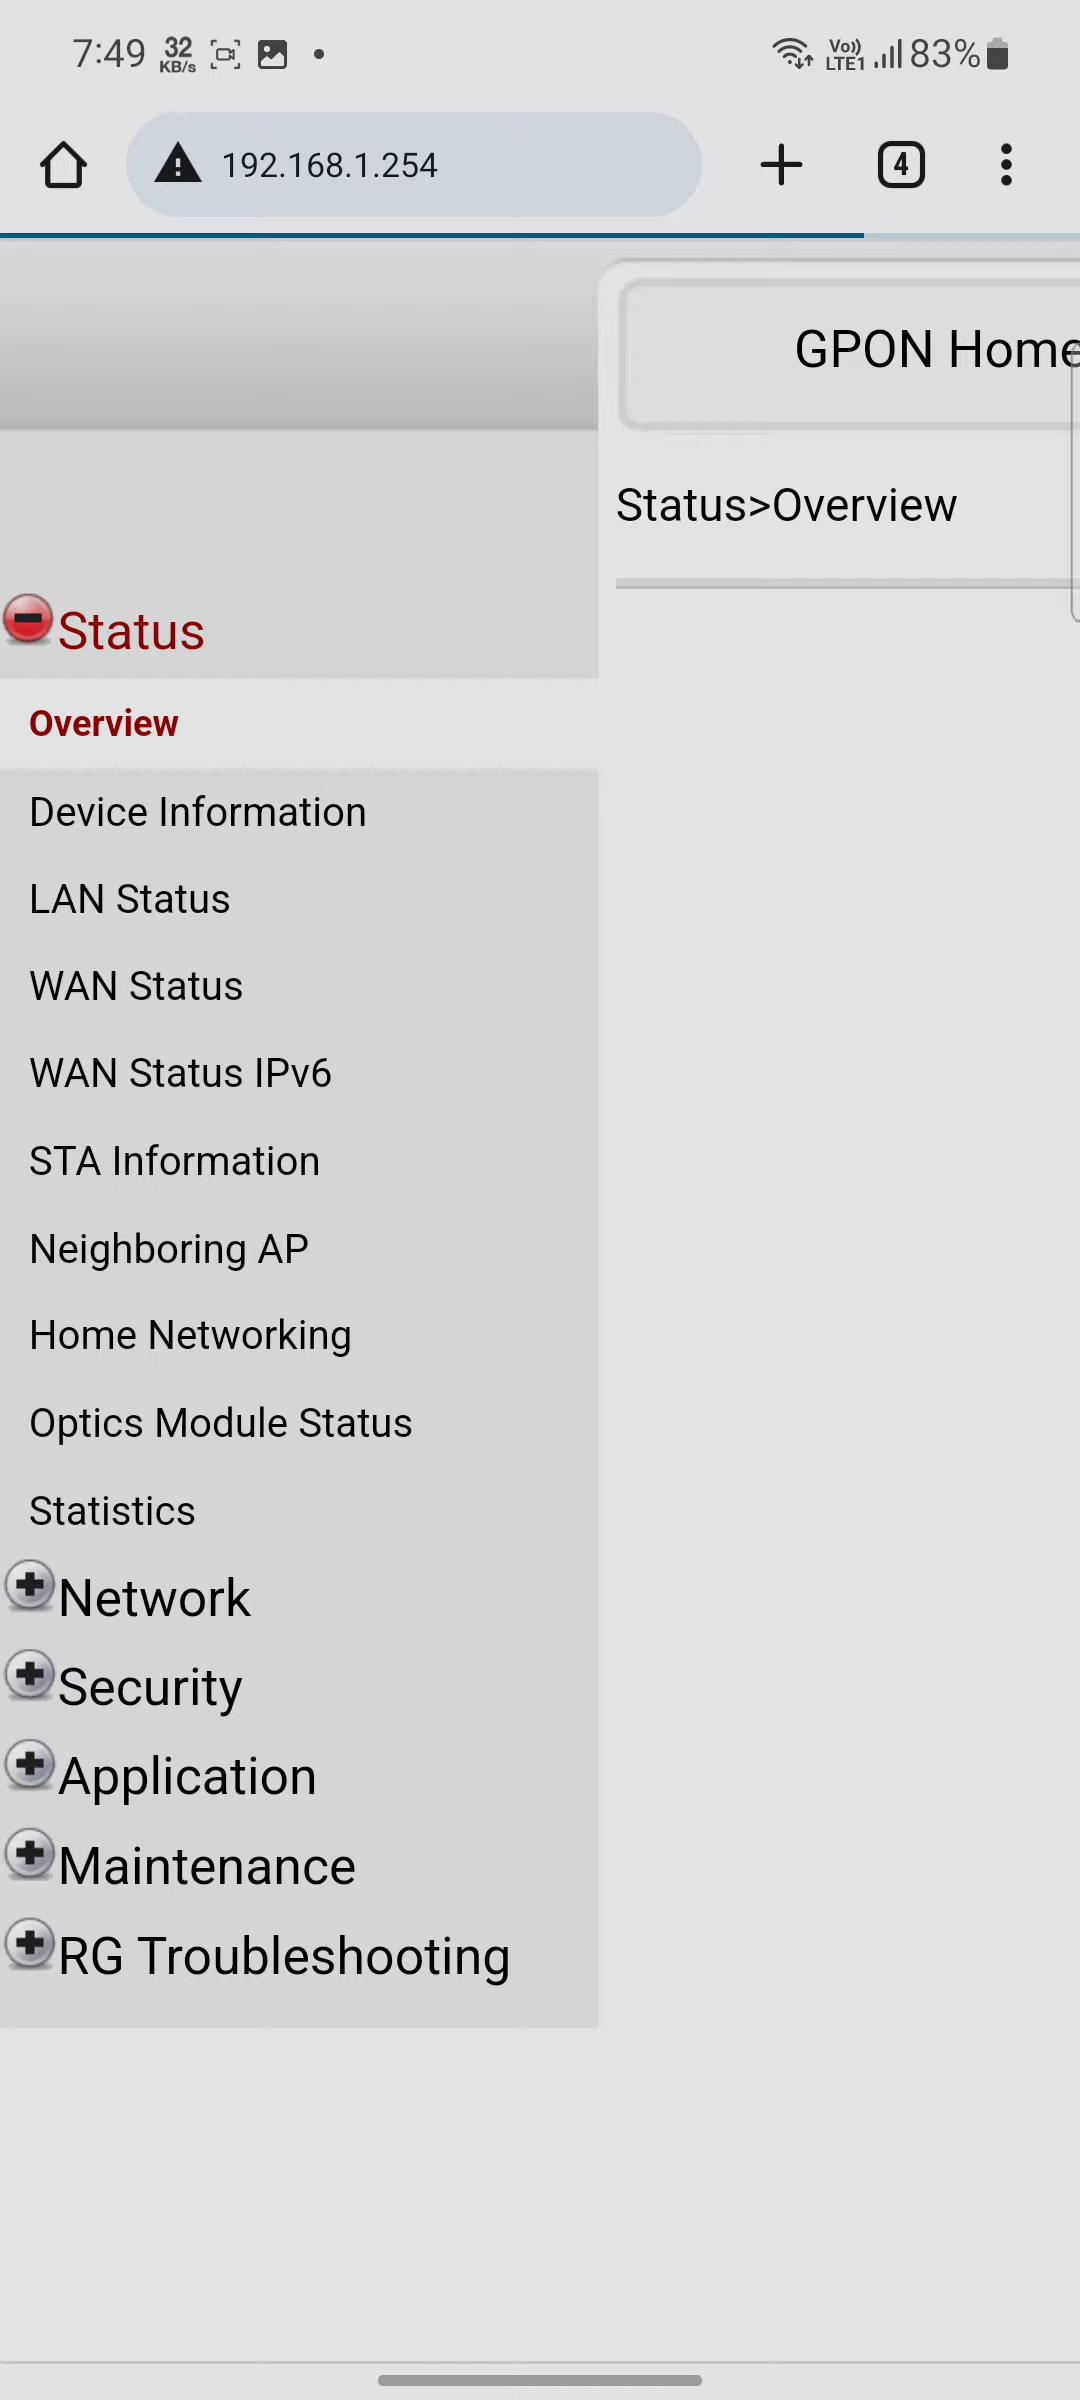 7:49 32 KB/s Vo)) LTE1 83%
192.168.1.254 4
GPON Home
Status>Overview
Status
Overview
Device Information
LAN Status
WAN Status
WAN Status IPv6
STA Information
Neighboring AP
Home Networking
Optics Module Status
Statistics
Network
Security
Application
Maintenance
RG Troubleshooting